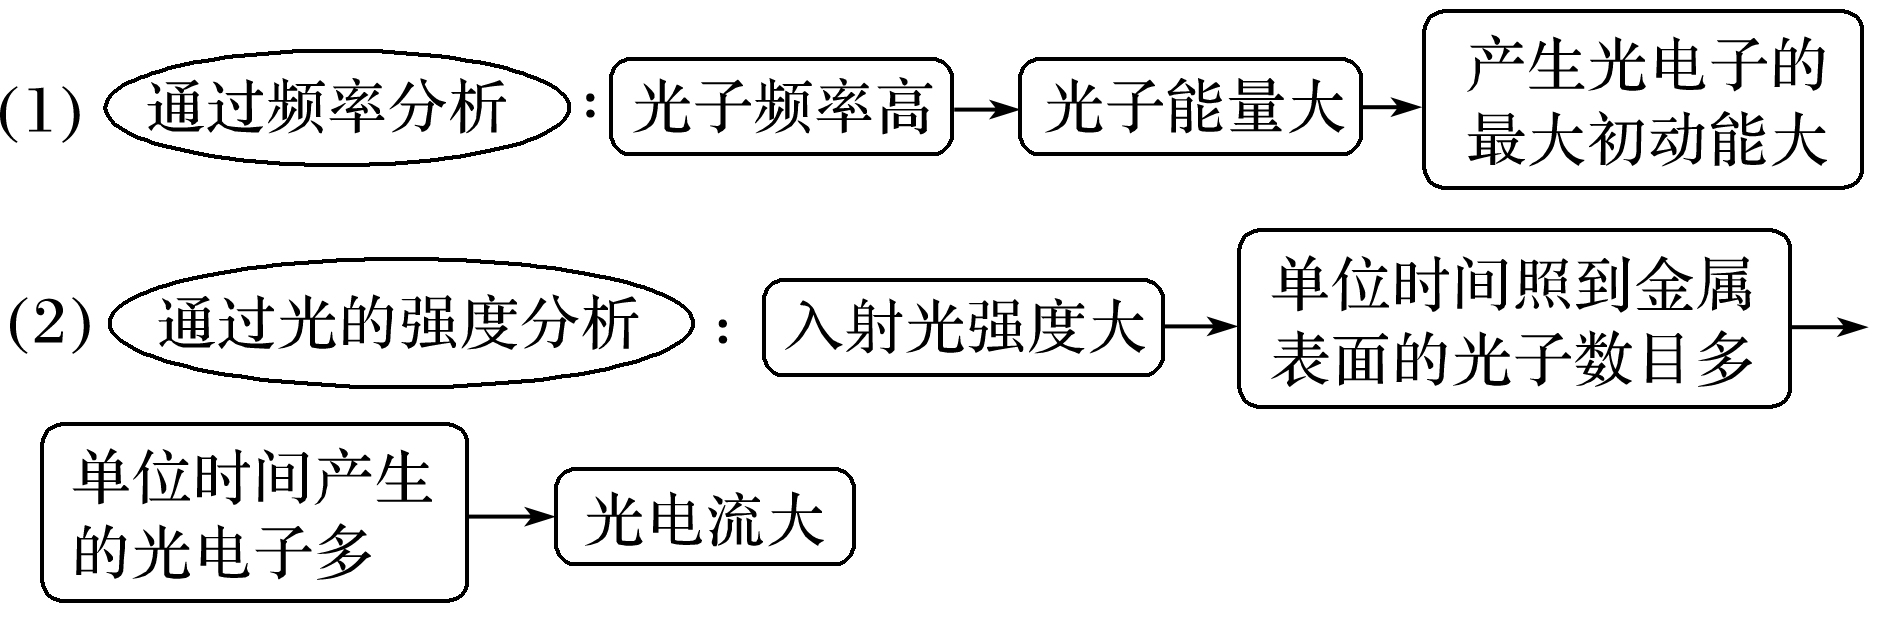 (1) 通过频率分析：光子频率高 光子能量大 产生光电子的
最大初动能大
(2) 通过光的强度分析：入射光强度大 单位时间照到金属
表面的光子数目多
单位时间产生
的光电子多
光电流大